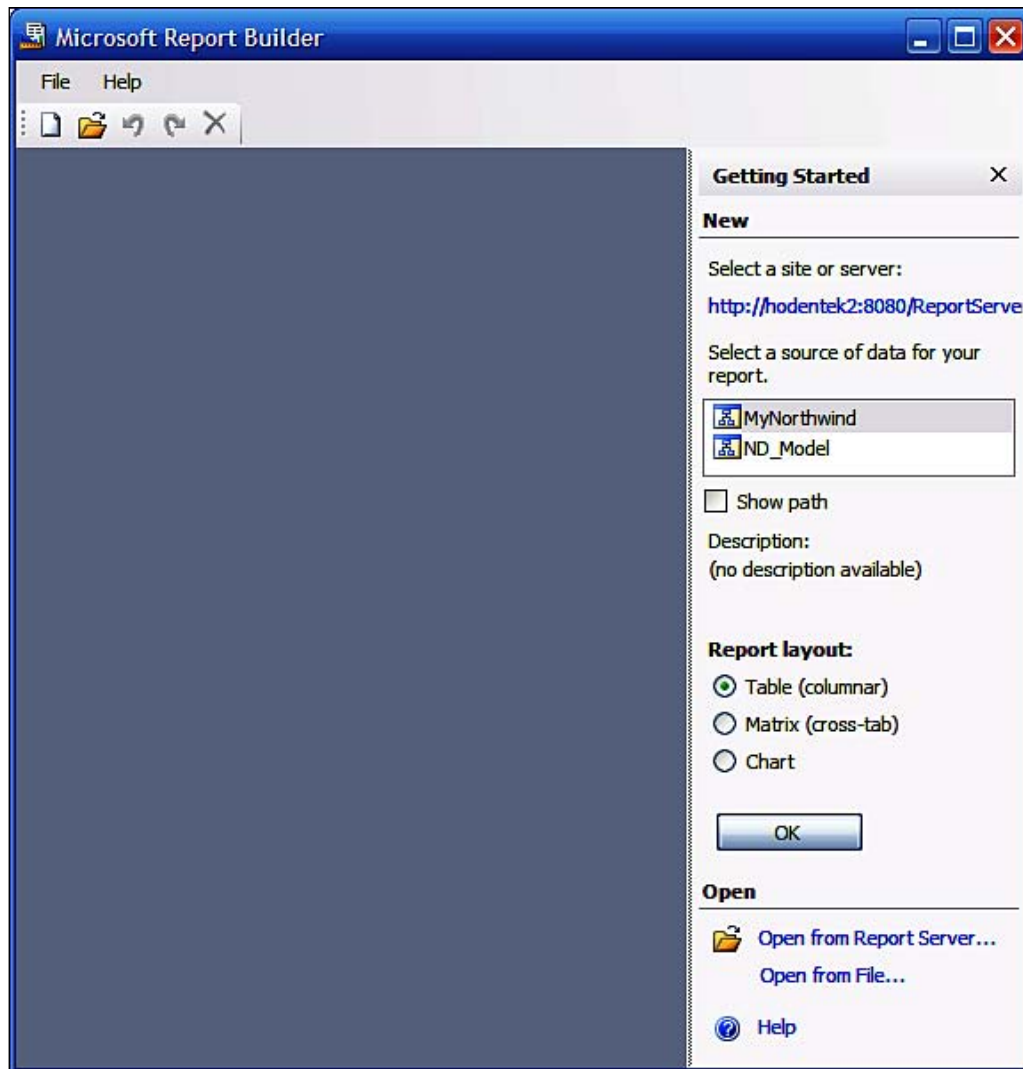 Microsoft Report Builder
File Help
Getting Started
New
Select a site or server:
http://hodentek2:8080/ReportServe
Select a source of data for your
report.
MyNorthwind
ND_Model
Show path
Description:
(no description available)
Report layout:
Table (columnar)
Matrix (cross-tab)
Chart
OK
Open
Open from Report Server...
Open from File...
Help